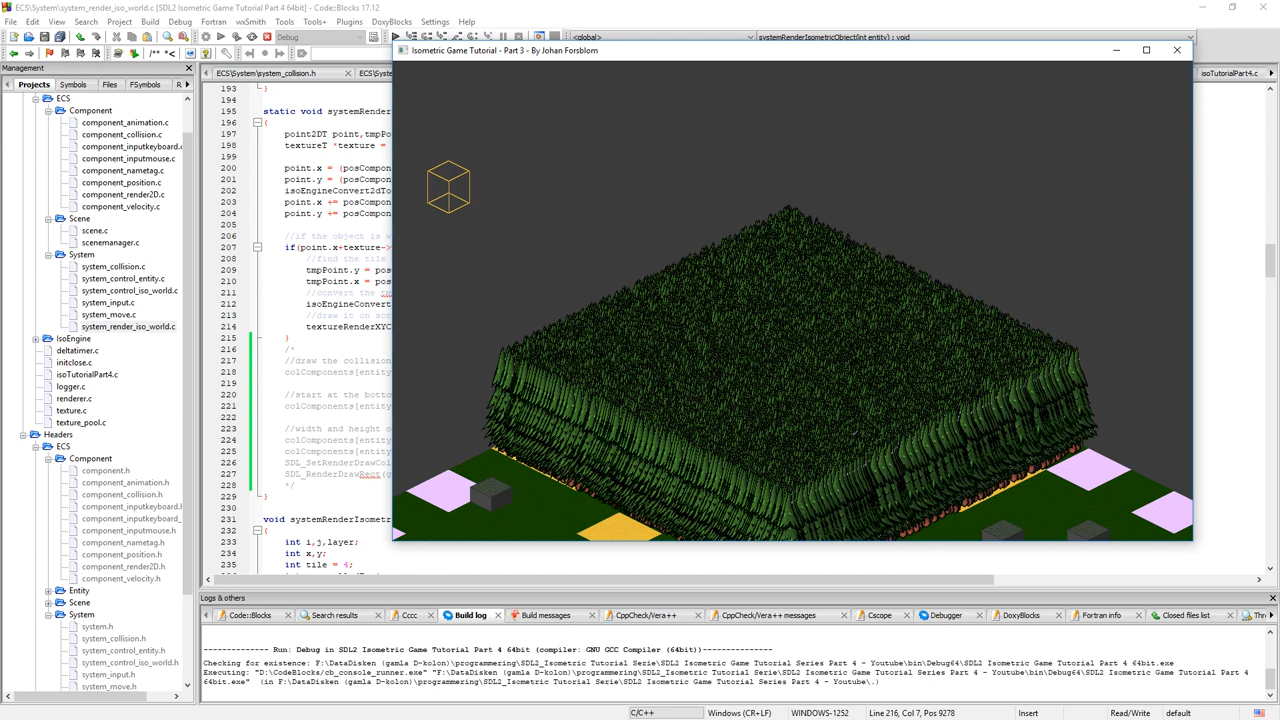 ECS\System\system_render_iso_world.c [SDL2 Isometric Game Tutorial Part 4 64bit] - Code::Blocks 17.12
File Edit View Search Project Build Debug Fortran wxSmith Tools Tools+ Plugins DoxyBlocks Settings Help
Debug
<global>
systemRenderIsometricObject(int entity) : void
Isometric Game Tutorial - Part 3 - By Johan Forsblom
Management
Projects Symbols Files FSymbols R
ECS\System\system_collision.h
isoTutorialPart4.c
ECS
Component
component_animation.c
component_collision.c
component_inputkeyboard.c
component_inputmouse.c
component_nametag.c
component_position.c
component_render2D.c
component_velocity.c
Scene
scene.c
scenemanager.c
System
system_collision.c
system_control_entity.c
system_control_iso_world.c
system_input.c
system_move.c
system_render_iso_world.c
IsoEngine
deltatimer.c
initclose.c
isoTutorialPart4.c
logger.c
renderer.c
texture.c
texture_pool.c
Headers
ECS
Component
component.h
component_animation.h
component_collision.h
component_inputkeyboard.h
component_inputkeyboard_
component_inputmouse.h
component_nametag.h
component_position.h
component_render2D.h
component_velocity.h
Entity
Scene
System
system.h
system_collision.h
system_control_entity.h
system_control_iso_world.h
system_input.h
system_move.h
193 }
194
195 static void systemRender
196 {
197 point2DT point,tmpPo
198 textureT *texture =
199
200 point.x = (posCompon
201 point.y = (posCompon
202 isoEngineConvert2dTo
203 point.x += posCompon
204 point.y += posCompon
205
206 //if the object is w
207 if(point.x+texture->
208 //find the tile
209 tmpPoint.y = pos
210 tmpPoint.x = pos
211
212 isoEngineConvert
213 //draw it on scr
214 textureRenderXYC
215 }
216 /*
217 //draw the collision
218 colComponents[entity
219
220 //start at the bottom
221 colComponents[entity
222
223 //width and height o
224 colComponents[entity
225 colComponents[entity
226 SDL_SetRenderDrawCol
227 SDL_RenderDrawRect(g
228 */
229 }
230
231 void systemRenderIsomet
232 {
233 int i,j,layer;
234 int x,y;
235 int tile = 4;
Logs & others
Code::Blocks Search results Cccc Build log Build messages CppCheck/Vera++ CppCheck/Vera++ messages Cscope Debugger DoxyBlocks Fortran info Closed files list Thre
-------------- Run: Debug in SDL2 Isometric Game Tutorial Part 4 64bit (compiler: GNU GCC Compiler (64bit))---------------
Checking for existence: F:\DataDisken (gamla D-kolon)\programmering\SDL2_Isometric Tutorial Serie\SDL2 Isometric Game Tutorial Series Part 4 - Youtube\bin\Debug64\SDL2 Isometric Game Tutorial Part 4 64bit.exe
Executing: "D:\CodeBlocks/cb_console_runner.exe" "F:\DataDisken (gamla D-kolon)\programmering\SDL2_Isometric Tutorial Serie\SDL2 Isometric Game Tutorial Series Part 4 - Youtube\bin\Debug64\SDL2 Isometric Game Tutorial Part 4
64bit.exe" (in F:\DataDisken (gamla D-kolon)\programmering\SDL2_Isometric Tutorial Serie\SDL2 Isometric Game Tutorial Series Part 4 - Youtube\.)
C/C++ Windows (CR+LF) WINDOWS-1252 Line 216, Col 7, Pos 9278 Insert Read/Write default